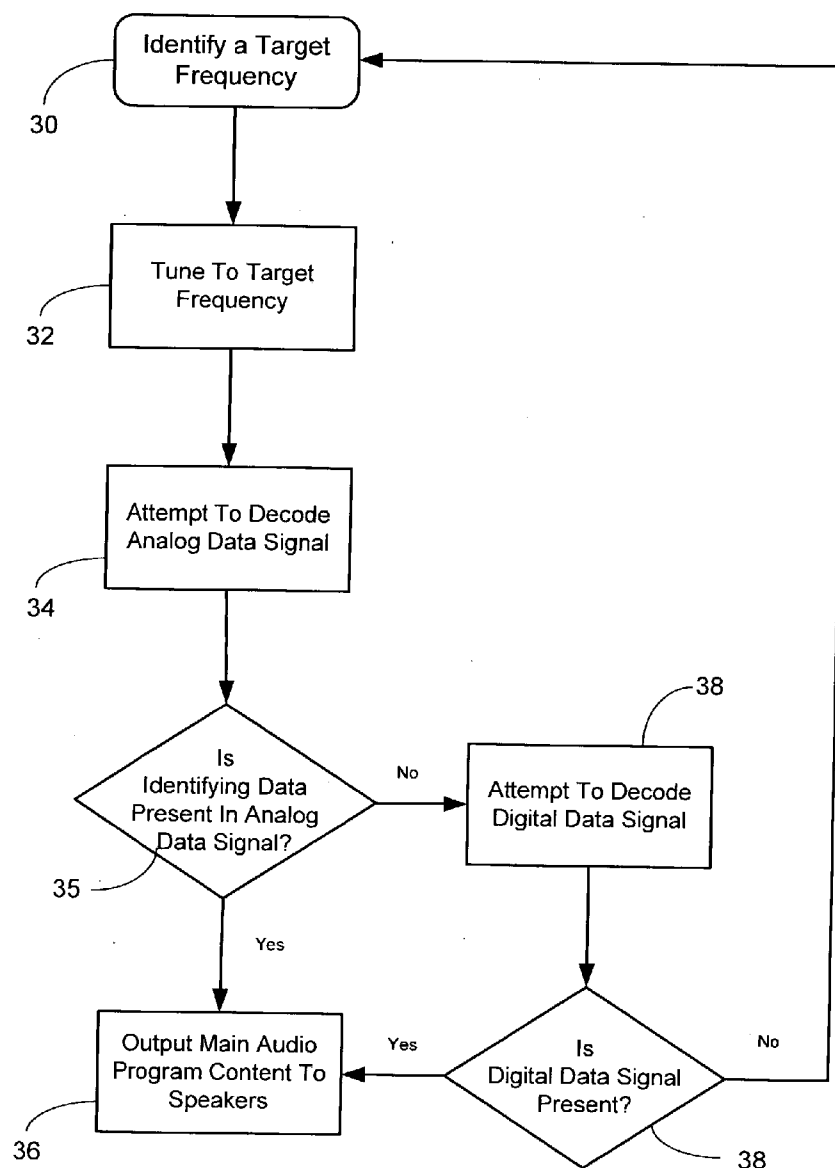 Identify a Target
Frequency
30
Tune To Target
Frequency
32
Attempt To Decode
Analog Data Signal
34
38
Is
Identifying Data
Present In Analog
Data Signal?
No
Attempt To Decode
Digital Data Signal
35
Yes
Output Main Audio
Program Content To
Speakers
Yes
Is
Digital Data Signal
Present?
No
36
38